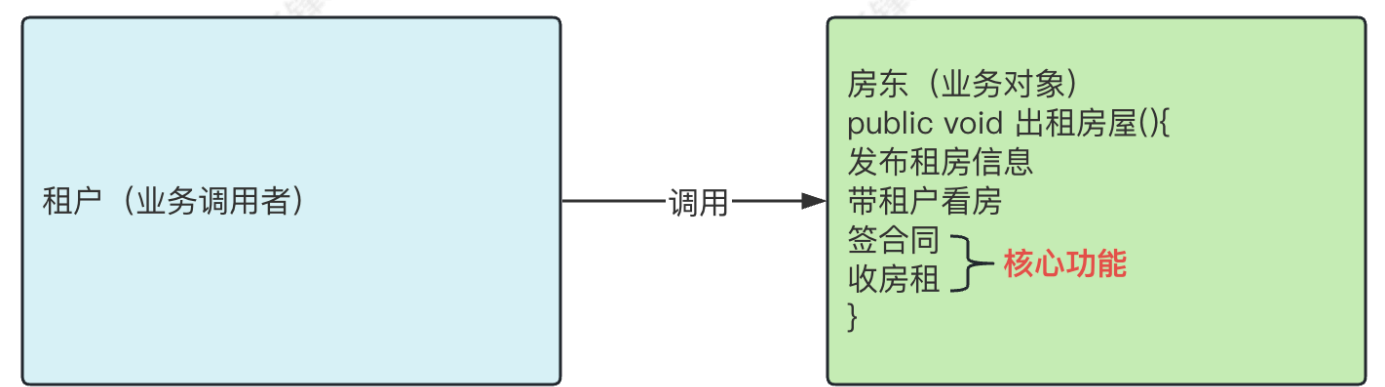 租户（业务调用者）
调用
房东（业务对象）
public void 出租房屋(){
发布租房信息
带租户看房
签合同
收房租
核心功能
}